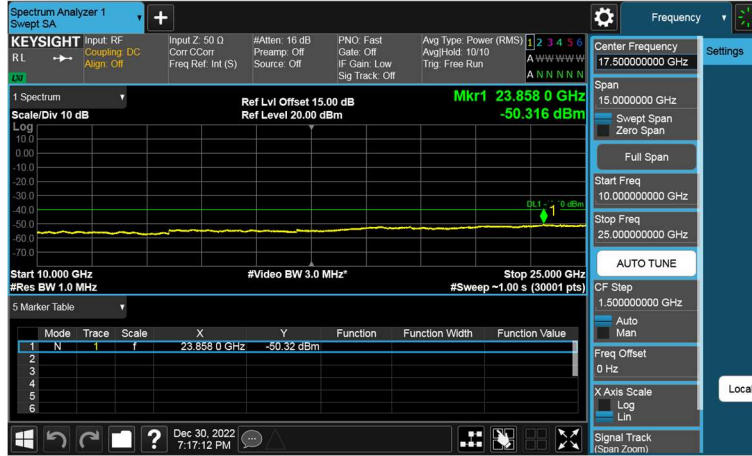 Spectrum Analyzer 1
Swept SA
+
Frequency
KEYSIGHT
Input: RF
Coupling: DC
Align: Off
Input Z: 50 Ω
Corr CCorr
Freq Ref: Int (S)
#Atten: 16 dB
Preamp: Off
Source: Off
PNO: Fast
Gate: Off
IF Gain: Low
Sig Track: Off
Avg Type: Power (RMS)
Avg|Hold: 10/10
Trig: Free Run
1 2 3 4 5 6
A W W W W W
A N N N N N
R L
LXI
1 Spectrum
Scale/Div 10 dB
Ref Lvl Offset 15.00 dB
Ref Level 20.00 dBm
Mkr1 23.858 0 GHz
-50.316 dBm
Log
10.0
0.00
-10.0
-20.0
-30.0
-40.0
-50.0
-60.0
-70.0
1
Start 10.000 GHz
#Res BW 1.0 MHz
#Video BW 3.0 MHz*
Stop 25.000 GHz
#Sweep ~1.00 s (30001 pts)
5 Marker Table
Mode Trace Scale X Y Function Function Width Function Value
1 N 1 f 23.858 0 GHz -50.32 dBm
2
3
4
5
6
Dec 30, 2022
7:17:12 PM
?
Center Frequency
17.500000000 GHz
Span
15.0000000 GHz
Swept Span
Zero Span
Full Span
Start Freq
10.000000000 GHz
Stop Freq
25.000000000 GHz
AUTO TUNE
CF Step
1.500000000 GHz
Auto
Man
Freq Offset
0 Hz
X Axis Scale
Log
Lin
Signal Track
(Span Zoom)
Settings
Local